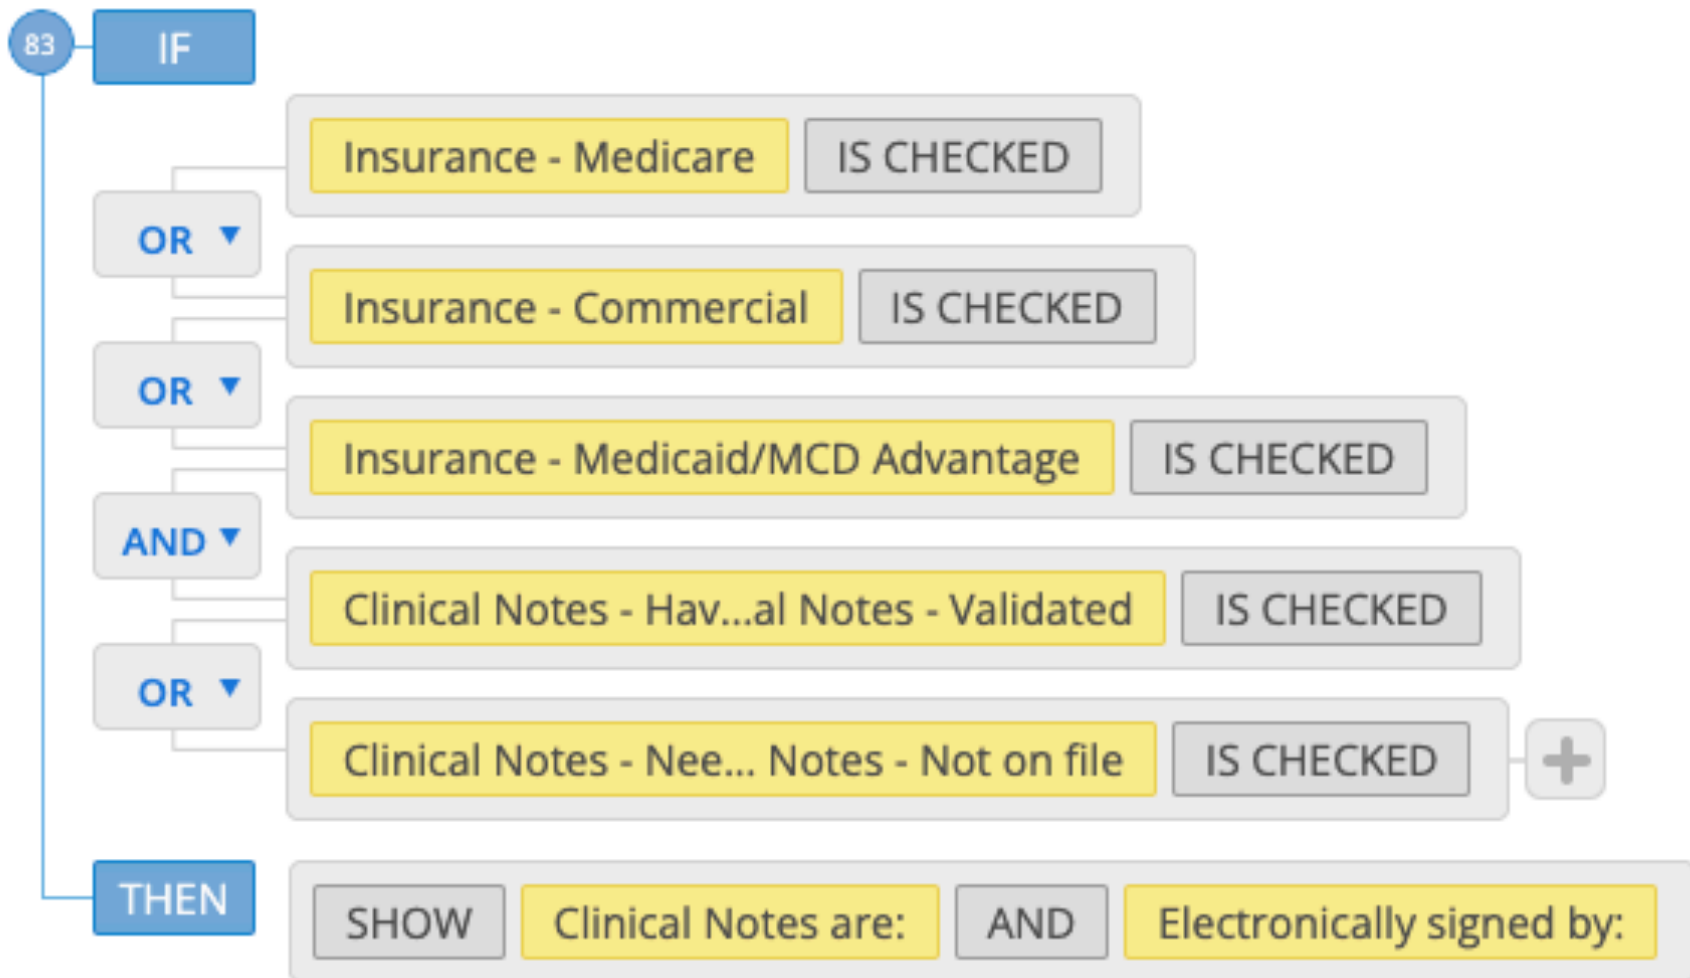 83 IF
Insurance - Medicare IS CHECKED
OR
Insurance - Commercial IS CHECKED
OR
Insurance - Medicaid/MCD Advantage IS CHECKED
AND
Clinical Notes - Hav...al Notes - Validated IS CHECKED
OR
Clinical Notes - Nee... Notes - Not on file IS CHECKED
THEN SHOW Clinical Notes are: AND Electronically signed by: